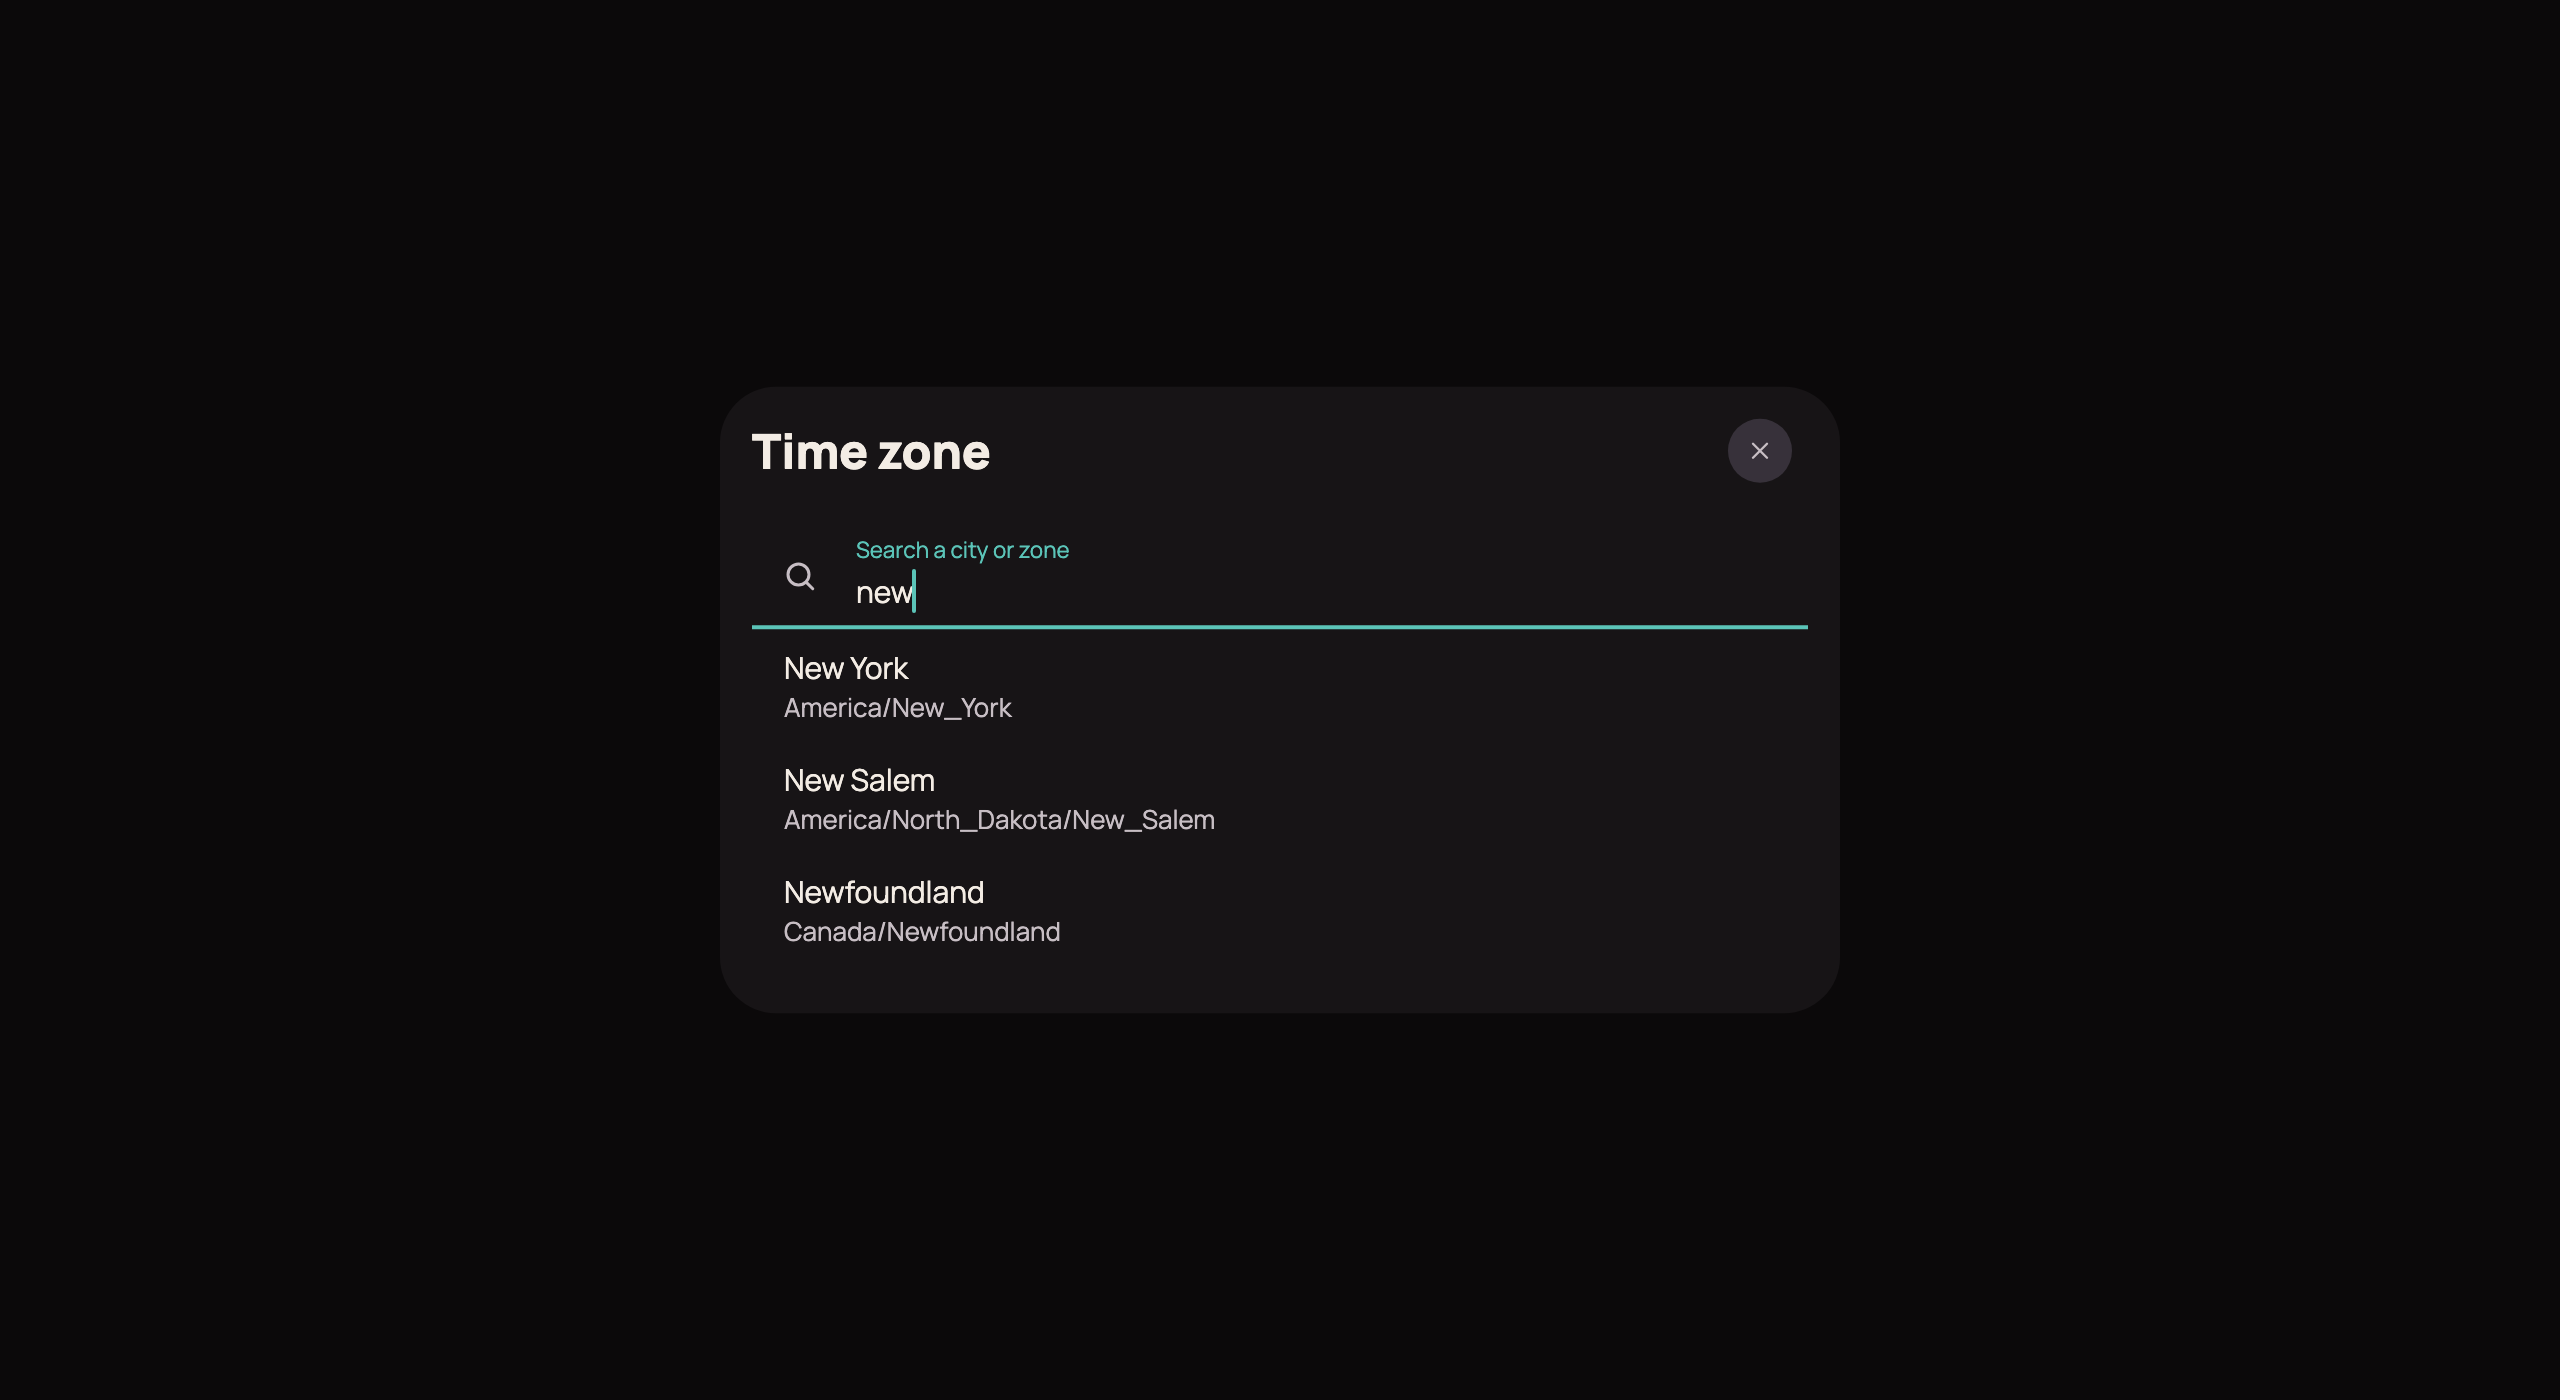 Time zone
Search a city or zone
new
New York
America/New_York
New Salem
America/North_Dakota/New_Salem
Newfoundland
Canada/Newfoundland